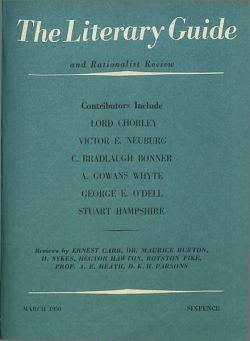 The Literary Guide
and Rationalist Review
Contributors Include
LORD CHORLEY
VICTOR E. NEUBURG
C. BRADLAUGH BONNER
A. GOWANS WHYTE
GEORGE E. O'DELL
STUART HAMPSHIRE
Reviews by ERNEST CARR, DR. MAURICE BURTON,
H. SYKES, HECTOR HAWTON, ROYSTON PIKE,
PROF. A. E. HEATH, D. K. H. PARSONS
MARCH 1950
SIXPENCE